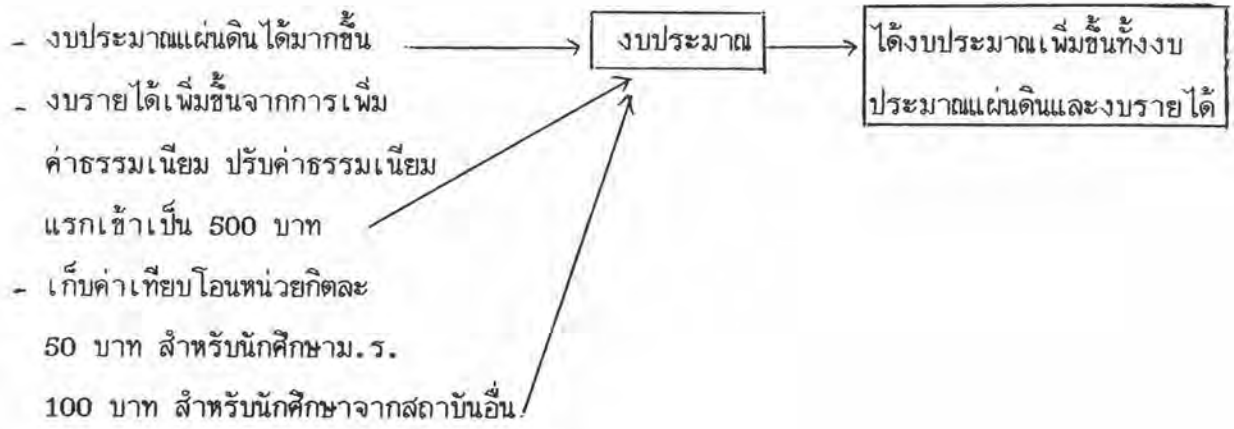 - งบประมาณแผ่นดินได้มากขึ้น
- งบรายได้เพิ่มขึ้นจากการเพิ่ม
ค่าธรรมเนียม ปรับค่าธรรมเนียม
แรกเข้าเป็น 500 บาท
- เก็บค่าเทียบโอนหน่วยกิตละ
50 บาท สำหรับนักศึกษาม.ร.
100 บาท สำหรับนักศึกษาจากสถาบันอื่น
งบประมาณ
ได้งบประมาณเพิ่มขึ้นทั้งงบ
ประมาณแผ่นดินและงบรายได้